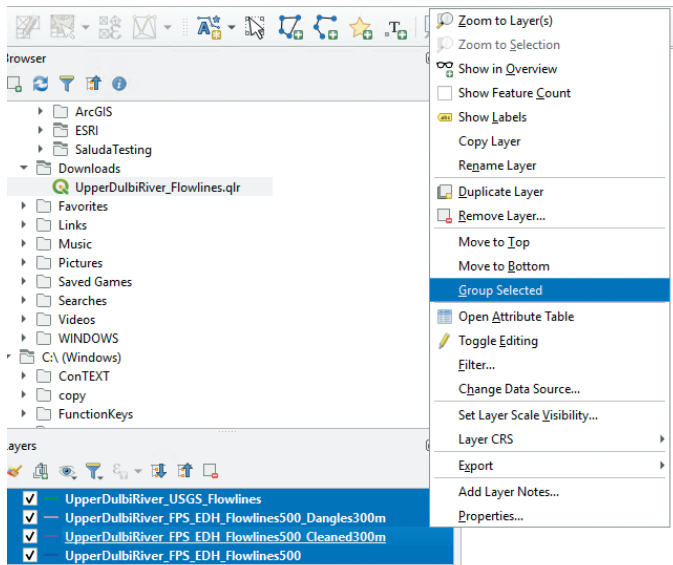 Browser
ArcGIS
ESRI
SaludaTesting
Downloads
UpperDulbiRiver_Flowlines.qlr
Favorites
Links
Music
Pictures
Saved Games
Searches
Videos
WINDOWS
C:\ (Windows)
ConTEXT
copy
FunctionKeys
ayers
UpperDulbiRiver_USGS_Flowlines
UpperDulbiRiver_FPS_EDH_Flowlines500_Dangles300m
UpperDulbiRiver_FPS_EDH_Flowlines500_Cleaned300m
UpperDulbiRiver_FPS_EDH_Flowlines500
Zoom to Layer(s)
Zoom to Selection
Show in Overview
Show Feature Count
abc Show Labels
Copy Layer
Rename Layer
Duplicate Layer
Remove Layer...
Move to Top
Move to Bottom
Group Selected
Open Attribute Table
Toggle Editing
Filter...
Change Data Source...
Set Layer Scale Visibility...
Layer CRS
Export
Add Layer Notes...
Properties...